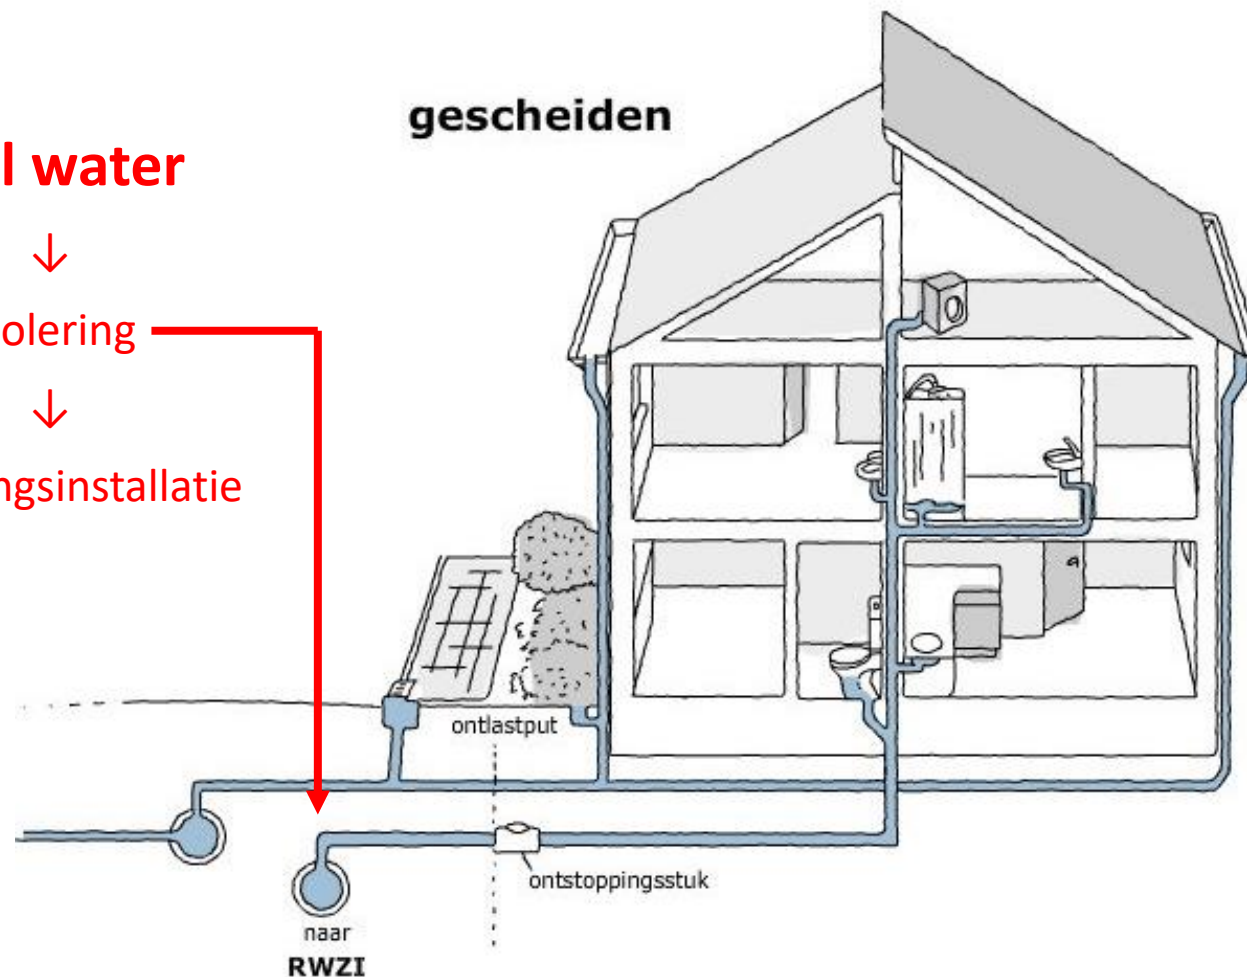 gescheiden
l water
↓
olering
↓
ngsinstallatie
ontlastput
ontstoppingsstuk
naar
RWZI